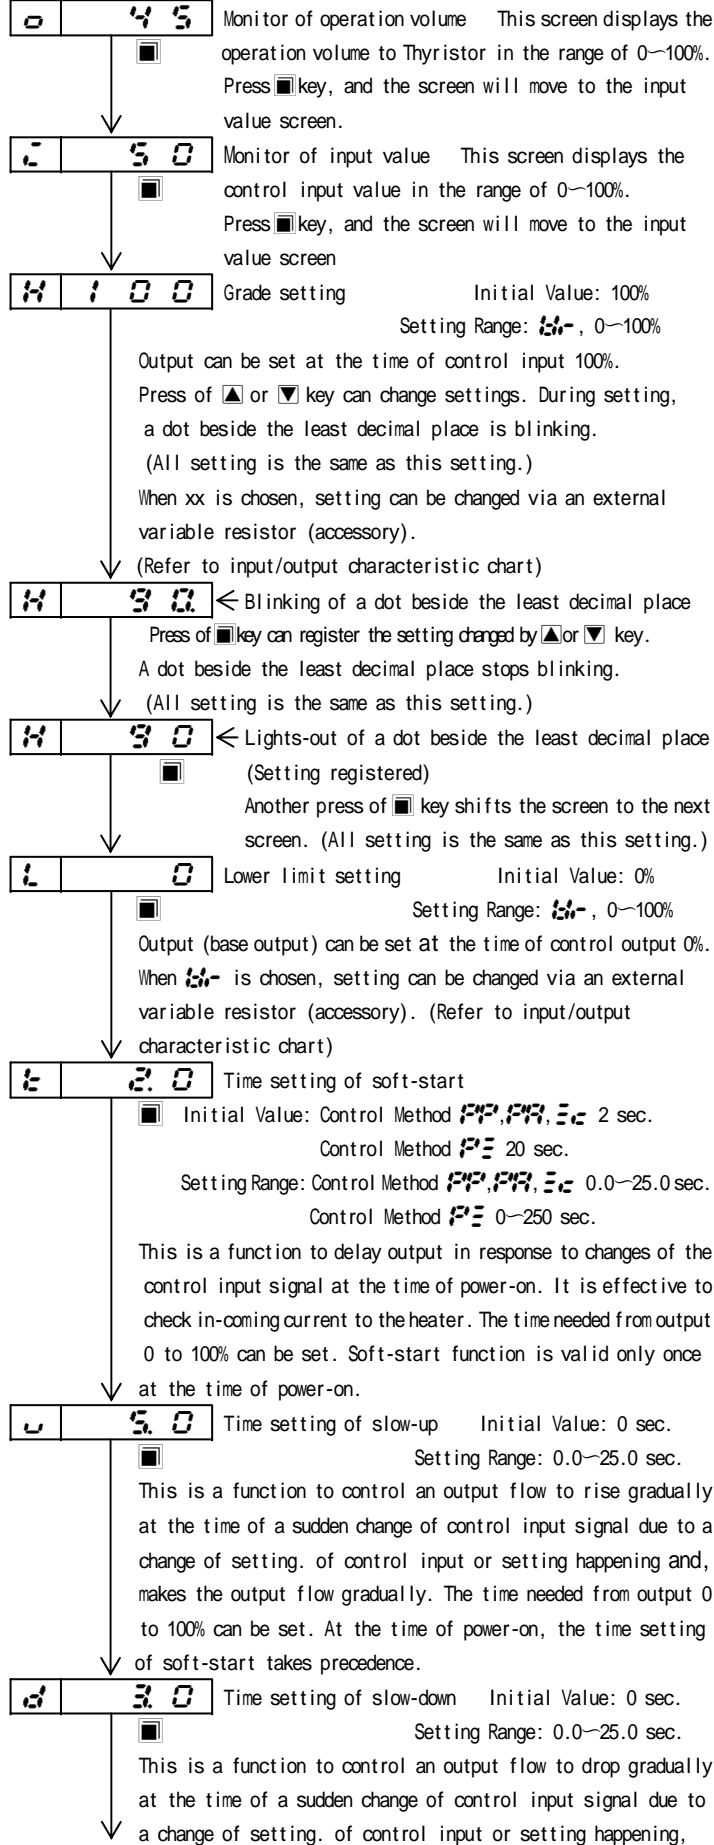 o 45 Monitor of operation volume This screen displays the
operation volume to Thyristor in the range of 0~100%.
Press key, and the screen will move to the input
value screen.
i 50 Monitor of input value This screen displays the
control input value in the range of 0~100%.
Press key, and the screen will move to the input
value screen
H 100 Grade setting Initial Value: 100%
Setting Range: , 0~100%
Output can be set at the time of control input 100%.
Press of ▲ or ▼ key can change settings. During setting,
a dot beside the least decimal place is blinking.
(All setting is the same as this setting.)
When xx is chosen, setting can be changed via an external
variable resistor (accessory).
(Refer to input/output characteristic chart)
H 90. Blinking of a dot beside the least decimal place
Press of key can register the setting changed by ▲ or ▼ key.
A dot beside the least decimal place stops blinking.
(All setting is the same as this setting.)
H 90 Lights-out of a dot beside the least decimal place
(Setting registered)
Another press of key shifts the screen to the next
screen. (All setting is the same as this setting.)
L 0 Lower limit setting Initial Value: 0%
Setting Range: , 0~100%
Output (base output) can be set at the time of control output 0%.
When is chosen, setting can be changed via an external
variable resistor (accessory). (Refer to input/output
characteristic chart)
t 2.0 Time setting of soft-start
Initial Value: Control Method , , 2 sec.
Control Method 20 sec.
Setting Range: Control Method , , 0.0~25.0 sec.
Control Method 0~250 sec.
This is a function to delay output in response to changes of the
control input signal at the time of power-on. It is effective to
check in-coming current to the heater. The time needed from output
0 to 100% can be set. Soft-start function is valid only once
at the time of power-on.
u 5.0 Time setting of slow-up Initial Value: 0 sec.
Setting Range: 0.0~25.0 sec.
This is a function to control an output flow to rise gradually
at the time of a sudden change of control input signal due to a
change of setting. of control input or setting happening and,
makes the output flow gradually. The time needed from output 0
to 100% can be set. At the time of power-on, the time setting
of soft-start takes precedence.
d 3.0 Time setting of slow-down Initial Value: 0 sec.
Setting Range: 0.0~25.0 sec.
This is a function to control an output flow to drop gradually
at the time of a sudden change of control input signal due to
a change of setting. of control input or setting happening,